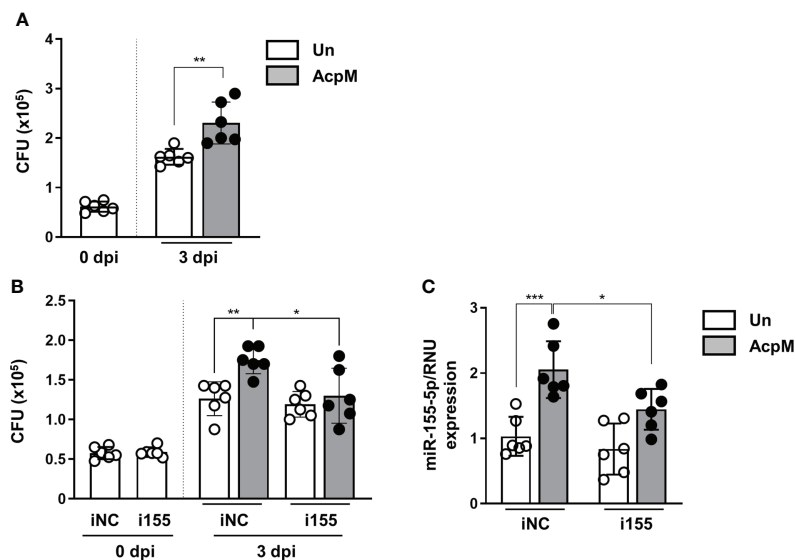 A
CFU (x10⁵)
4
3
2
1
0
**
Un
AcpM
0 dpi
3 dpi
B
CFU (x10⁵)
2.5
2.0
1.5
1.0
0.5
0
**
*
iNC
i155
iNC
i155
0 dpi
3 dpi
C
miR-155-5p/RNU
expression
3
2
1
0
***
*
iNC
i155
Un
AcpM